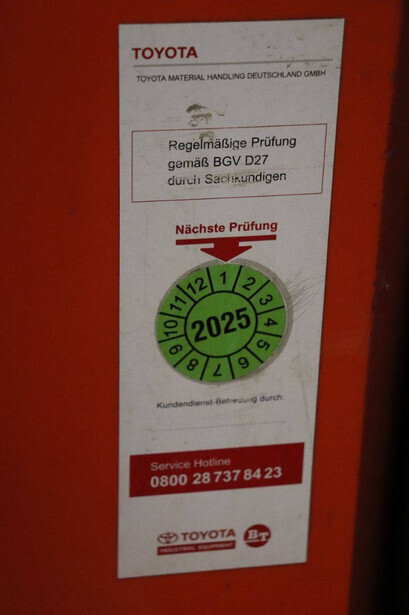 TOYOTA
TOYOTA MATERIAL HANDLING DEUTSCHLAND GMBH
Regelmäßige Prüfung
gemäß BGV D27
durch Sachkundigen
Nächste Prüfung
1
2
3
4
5
6
7
8
9
10
11
12
2025
Kundendienst-Betreuung durch:
Service Hotline
0800 28 737 84 23
TOYOTA
INDUSTRIAL EQUIPMENT
BT